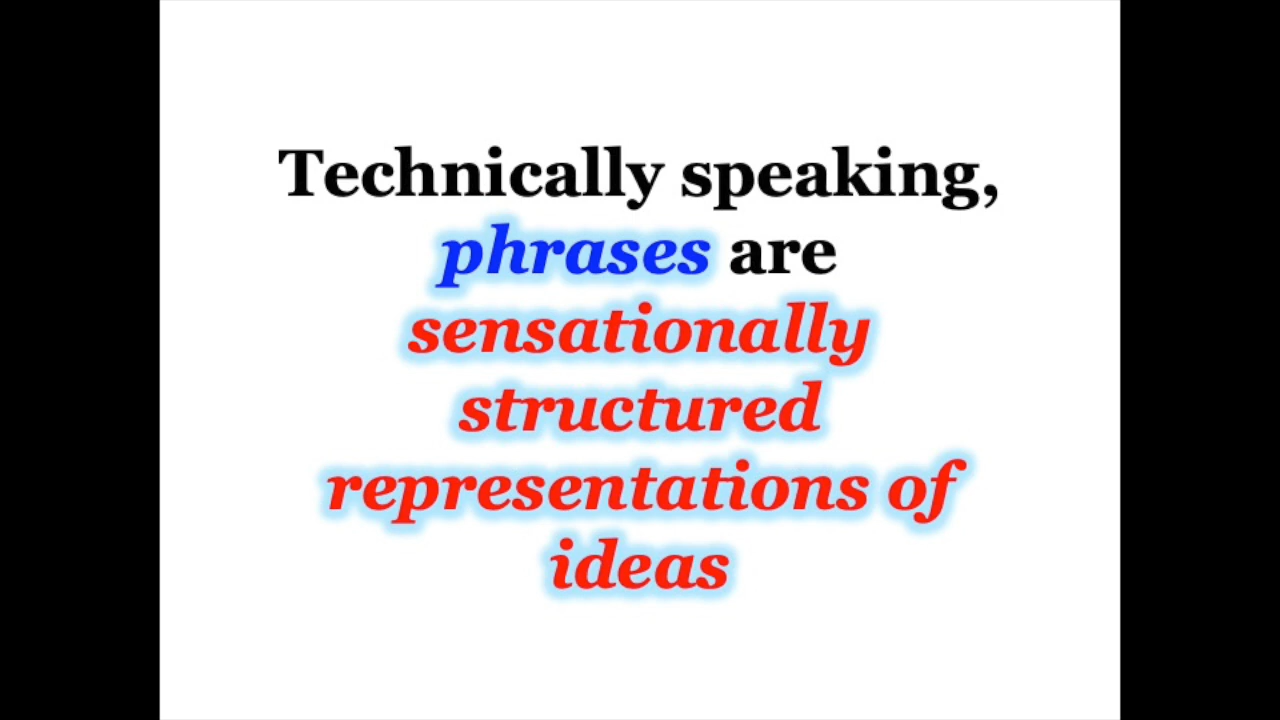 Technically speaking,
phrases are
sensationally
structured
representations of
ideas